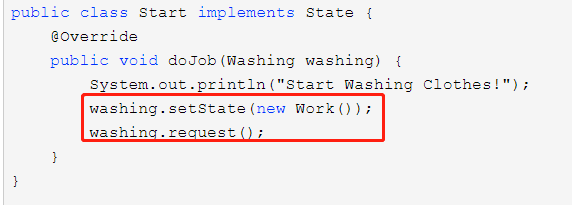 public class Start implements State {
@Override
public void doJob(Washing washing) {
System.out.println("Start Washing Clothes!");
washing.setState(new Work());
washing.request();
}
}